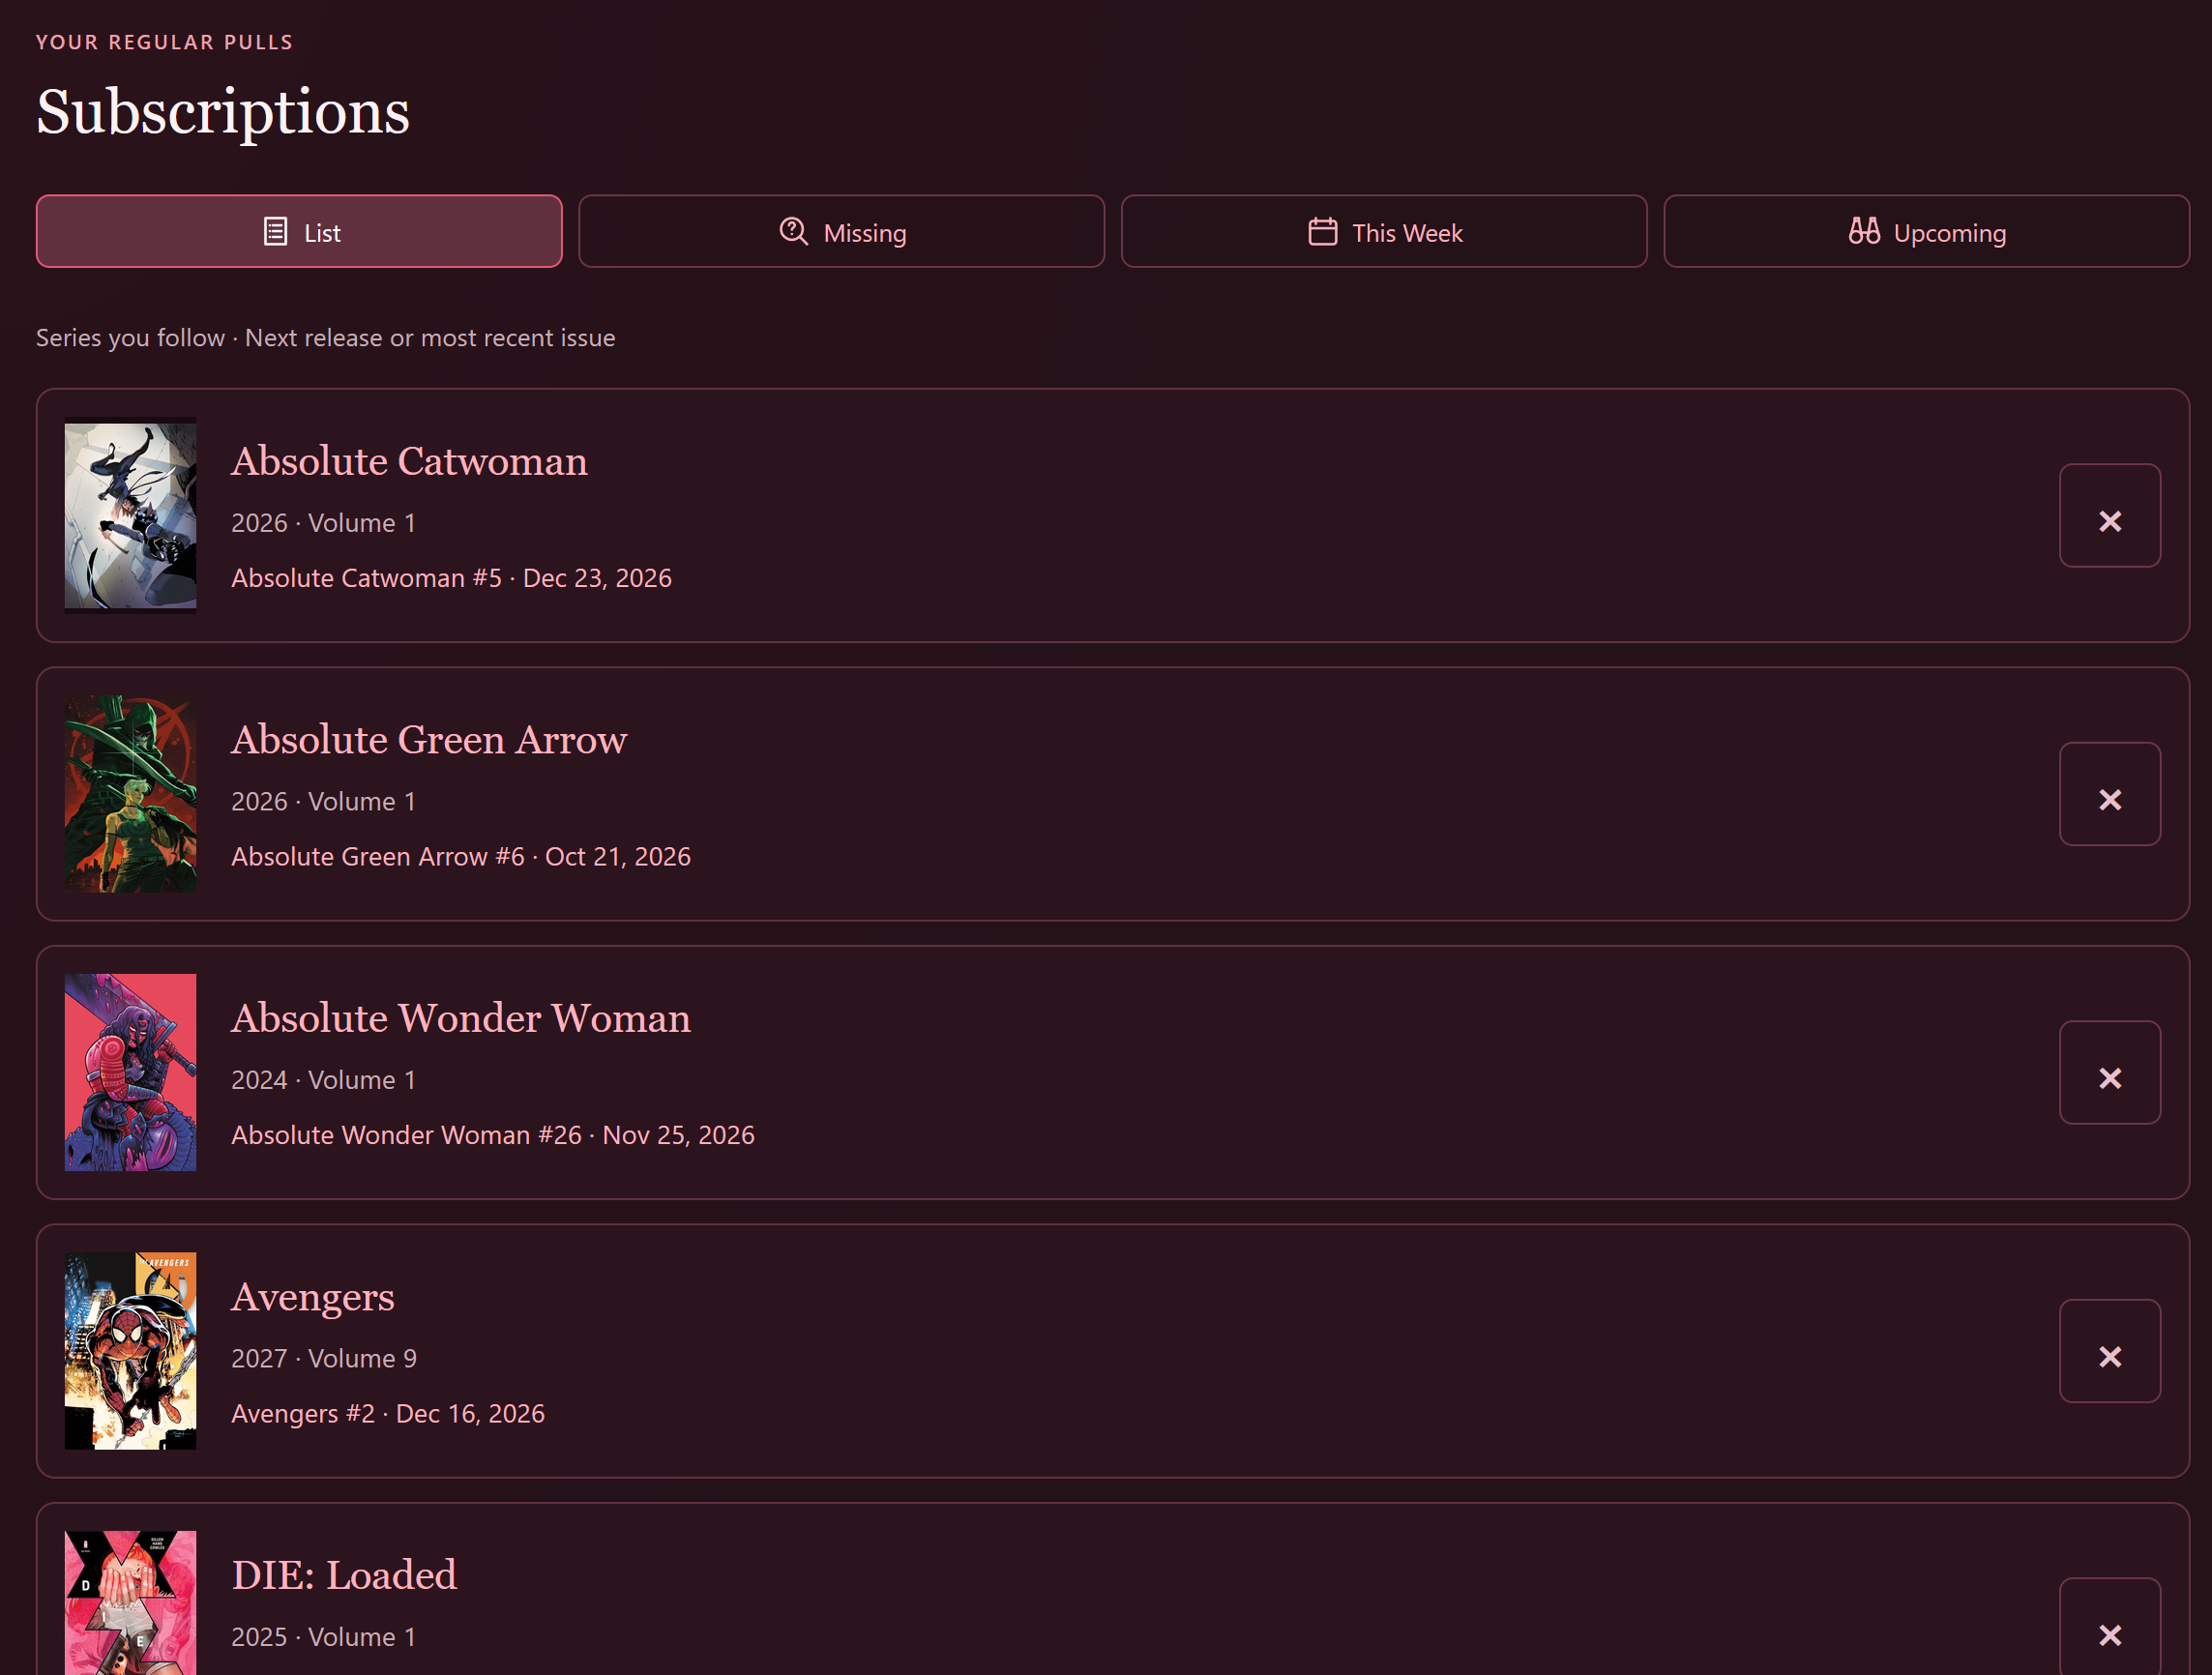 YOUR REGULAR PULLS
Subscriptions
List
Missing
This Week
Upcoming
Series you follow · Next release or most recent issue
Absolute Catwoman
2026 · Volume 1
Absolute Catwoman #5 · Dec 23, 2026
Absolute Green Arrow
2026 · Volume 1
Absolute Green Arrow #6 · Oct 21, 2026
Absolute Wonder Woman
2024 · Volume 1
Absolute Wonder Woman #26 · Nov 25, 2026
AVENGERS
Avengers
2027 · Volume 9
Avengers #2 · Dec 16, 2026
D
I
E
DIE: Loaded
2025 · Volume 1